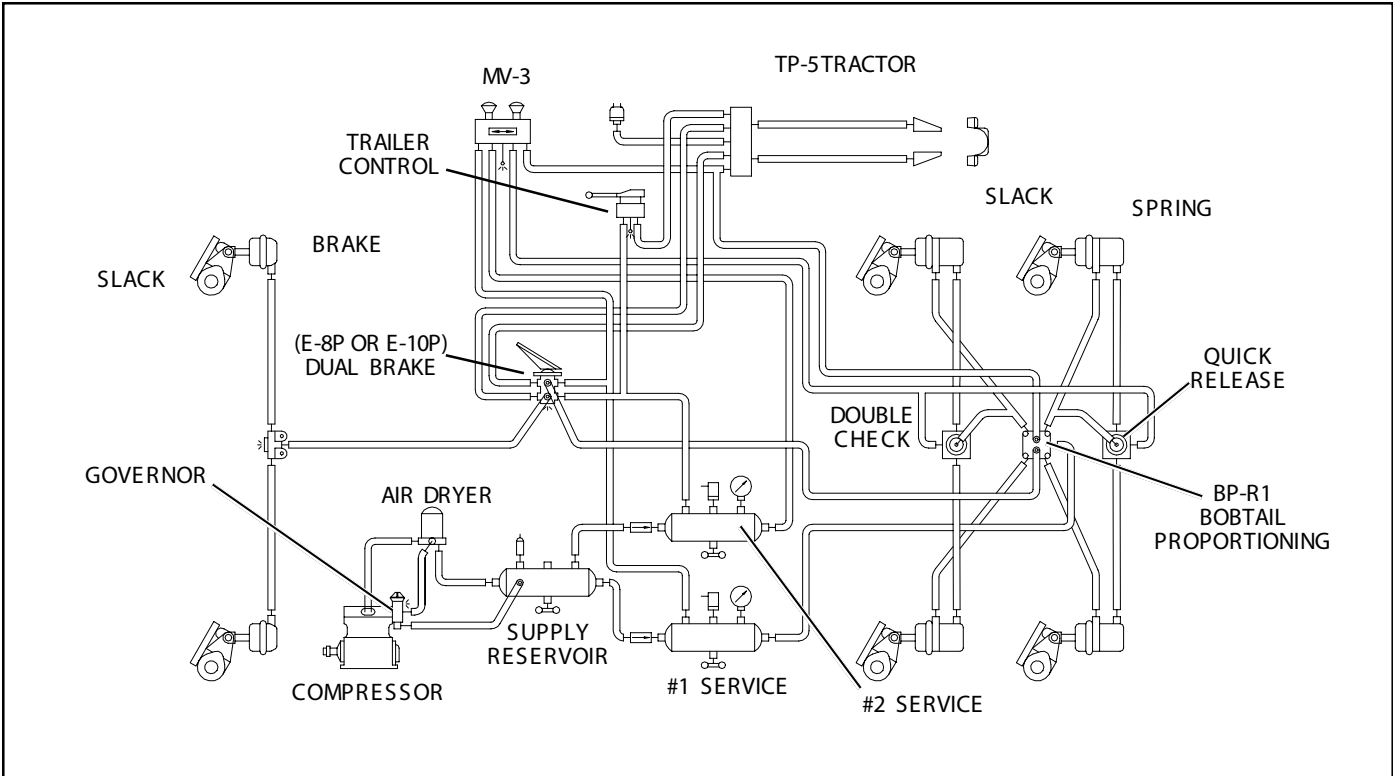 MV-3
TP-5TRACTOR
TRAILER
CONTROL
SLACK
SPRING
BRAKE
SLACK
(E-8P OR E-10P)
DUAL BRAKE
QUICK
RELEASE
DOUBLE
CHECK
GOVERNOR
AIR DRYER
BP-R1
BOBTAIL
PROPORTIONING
SUPPLY
RESERVOIR
COMPRESSOR
#1 SERVICE
#2 SERVICE